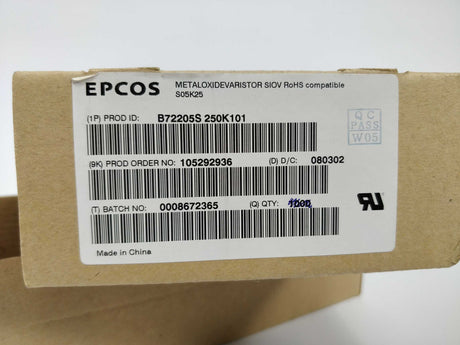 EPCOS
METALOXIDEVARISTOR SIOV RoHS compatible
S05K25
(1P) PROD ID: B72205S 250K101
QC
PASS
W05
(9K) PROD ORDER NO: 105292936 (D) D/C: 080302
(T) BATCH NO: 0008672365 (Q) QTY:
Made in China